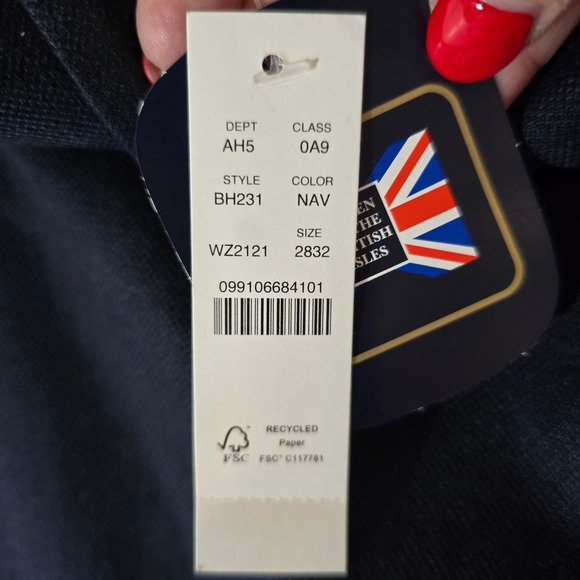 DEPT CLASS
AH5 0A9
STYLE COLOR
BH231 NAV
SIZE
WZ2121 2832
099106684101
RECYCLED
Paper
FSC
FSC® C117781
THE